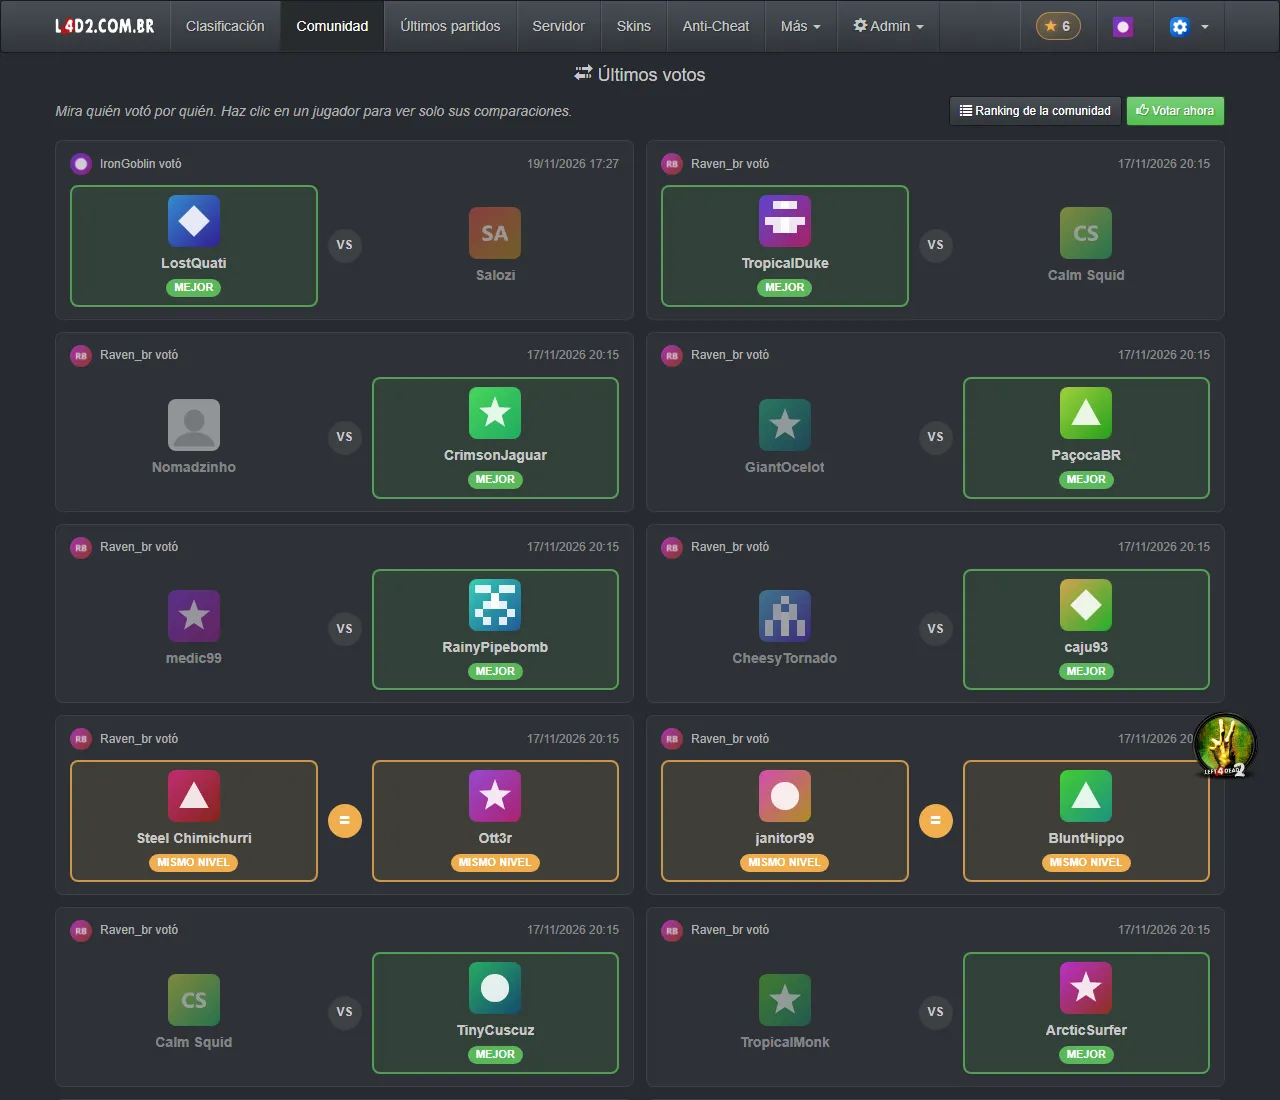 L4D2.COM.BR Clasificación Comunidad Últimos partidos Servidor Skins Anti-Cheat Más Admin 6
Últimos votos
Mira quién votó por quién. Haz clic en un jugador para ver solo sus comparaciones.
Ranking de la comunidad Votar ahora
IronGoblin votó 19/11/2026 17:27
LostQuati
MEJOR
VS
SA
Salozi
RB Raven_br votó 17/11/2026 20:15
TropicalDuke
MEJOR
VS
CS
Calm Squid
RB Raven_br votó 17/11/2026 20:15
Nomadzinho
VS
CrimsonJaguar
MEJOR
RB Raven_br votó 17/11/2026 20:15
GiantOcelot
VS
PaçocaBR
MEJOR
RB Raven_br votó 17/11/2026 20:15
medic99
VS
RainyPipebomb
MEJOR
RB Raven_br votó 17/11/2026 20:15
CheesyTornado
VS
caju93
MEJOR
RB Raven_br votó 17/11/2026 20:15
Steel Chimichurri
MISMO NIVEL
=
Ott3r
MISMO NIVEL
RB Raven_br votó 17/11/2026 20
janitor99
MISMO NIVEL
=
BluntHippo
MISMO NIVEL
LEFT 4 DEAD 2
RB Raven_br votó 17/11/2026 20:15
CS
Calm Squid
VS
TinyCuscuz
MEJOR
RB Raven_br votó 17/11/2026 20:15
TropicalMonk
VS
ArcticSurfer
MEJOR